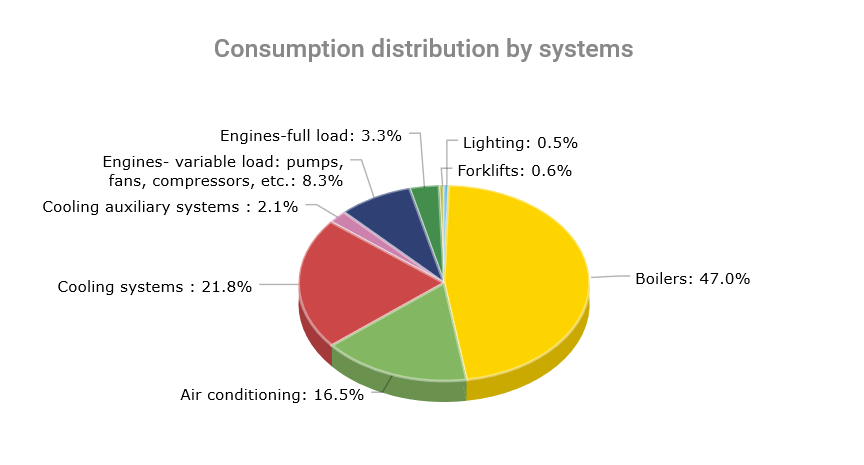 Consumption distribution by systems
Engines-full load: 3.3%
Lighting: 0.5%
Engines- variable load: pumps,
fans, compressors, etc.: 8.3%
Forklifts: 0.6%
Cooling auxiliary systems : 2.1%
Boilers: 47.0%
Cooling systems : 21.8%
Air conditioning: 16.5%